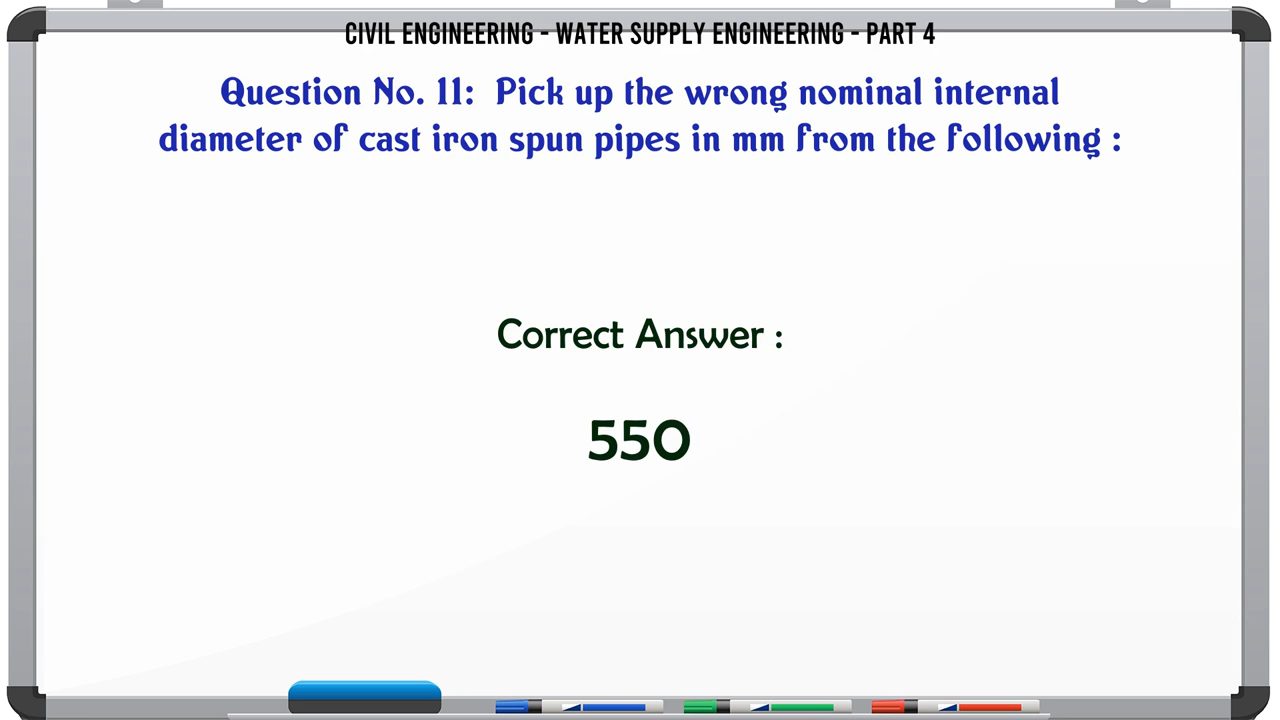 CIVIL ENGINEERING - WATER SUPPLY ENGINEERING - PART 4
Question No. 11: Pick up the wrong nominal internal
diameter of cast iron spun pipes in mm from the following :
Correct Answer :
550